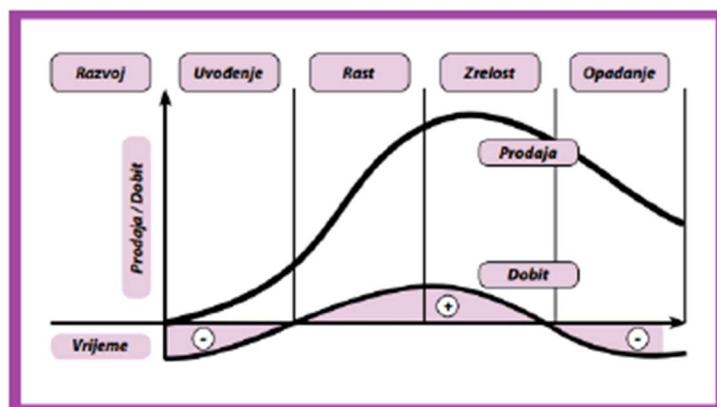 Razvoj
Uvođenje
Rast
Zrelost
Opadanje
Prodaja / Dobit
Prodaja
Dobit
+
-
-
Vrijeme